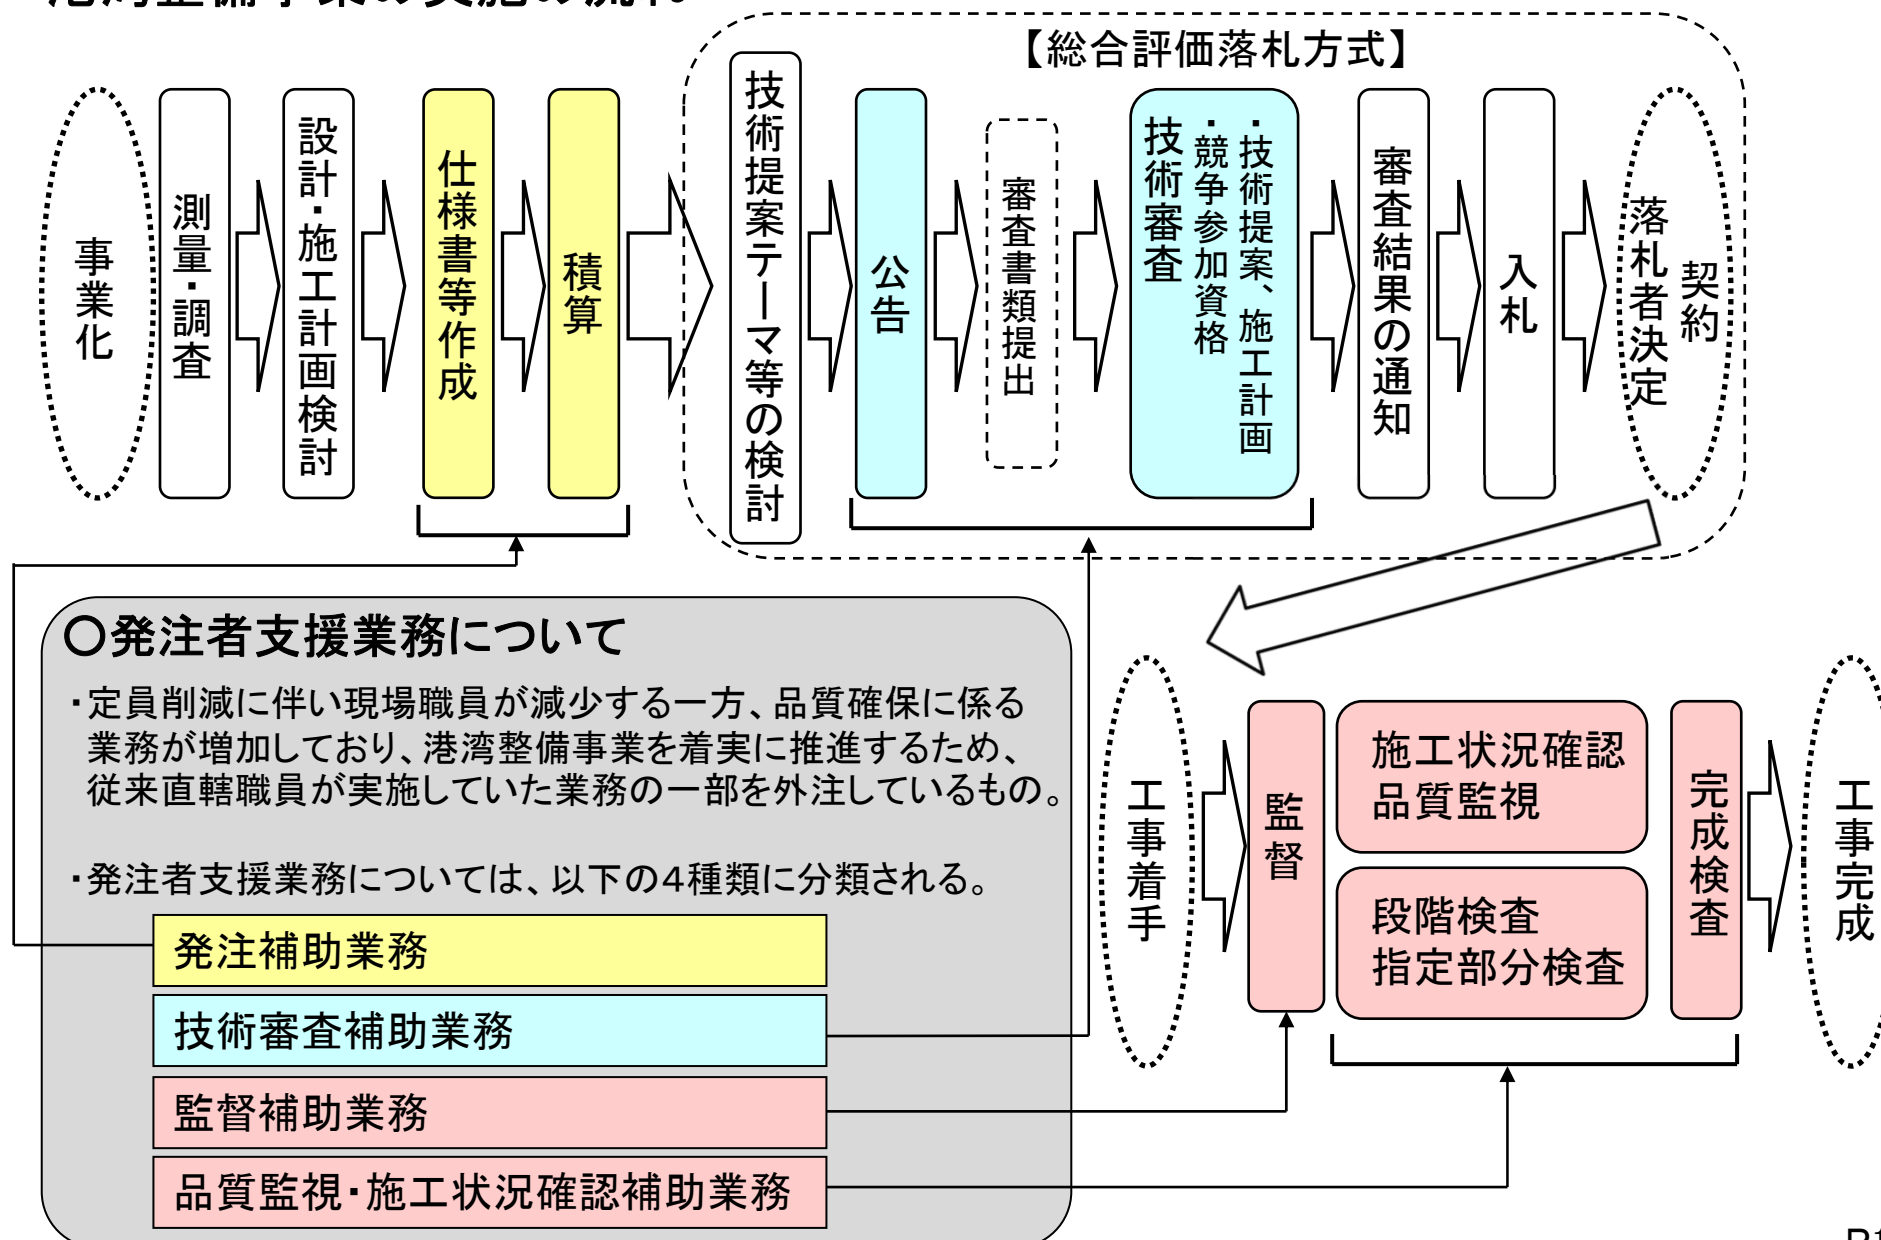 港湾整備事業の実施の流れ
【総合評価落札方式】
事業化
測量・調査
設計・施工計画検討
仕様書等作成
積算
技術提案テーマ等の検討
公告
審査書類提出
技術審査
・競争参加資格
・技術提案、施工計画
審査結果の通知
入札
落札者決定
契約
〇発注者支援業務について
・定員削減に伴い現場職員が減少する一方、品質確保に係る
業務が増加しており、港湾整備事業を着実に推進するため、
従来直轄職員が実施していた業務の一部を外注しているもの。
・発注者支援業務については、以下の4種類に分類される。
発注補助業務
技術審査補助業務
監督補助業務
品質監視・施工状況確認補助業務
工事着手
監督
施工状況確認
品質監視
段階検査
指定部分検査
完成検査
工事完成